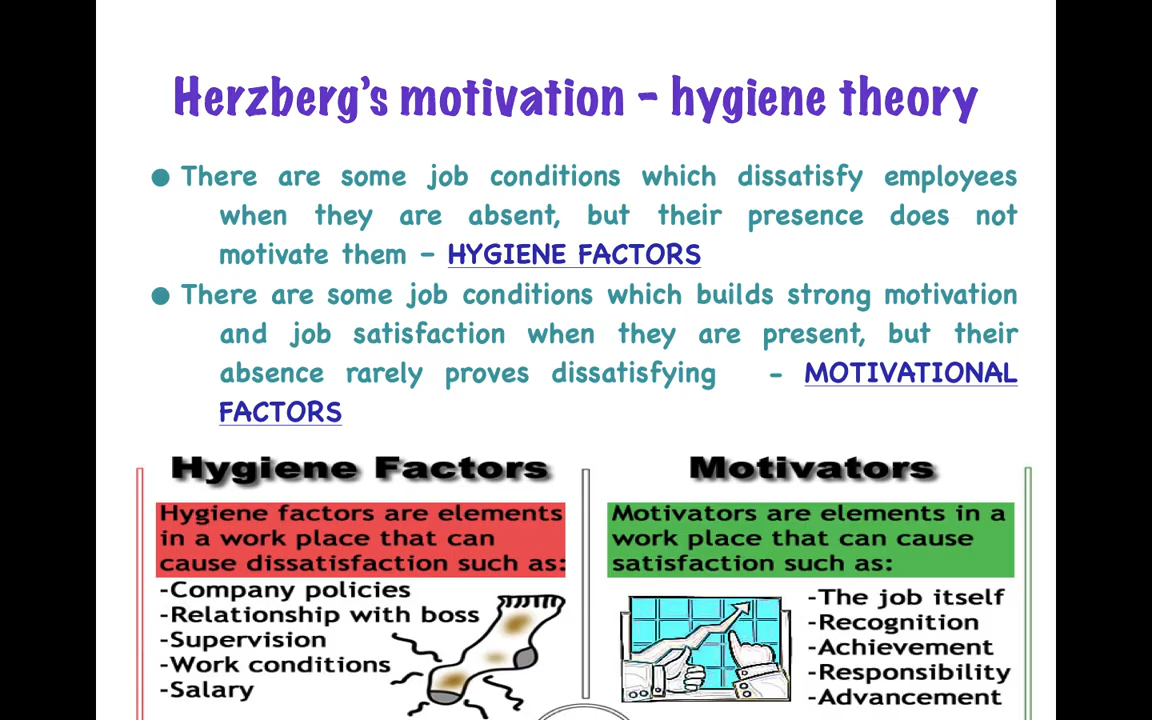 Herzberg's motivation – hygiene theory
● There are some job conditions which dissatisfy employees
when they are absent, but their presence does not
motivate them – HYGIENE FACTORS
● There are some job conditions which builds strong motivation
and job satisfaction when they are present, but their
absence rarely proves dissatisfying - MOTIVATIONAL
FACTORS
Hygiene Factors
Hygiene factors are elements
in a work place that can
cause dissatisfaction such as:
-Company policies
-Relationship with boss
-Supervision
-Work conditions
-Salary
Motivators
Motivators are elements in a
work place that can cause
satisfaction such as:
-The job itself
-Recognition
-Achievement
-Responsibility
-Advancement